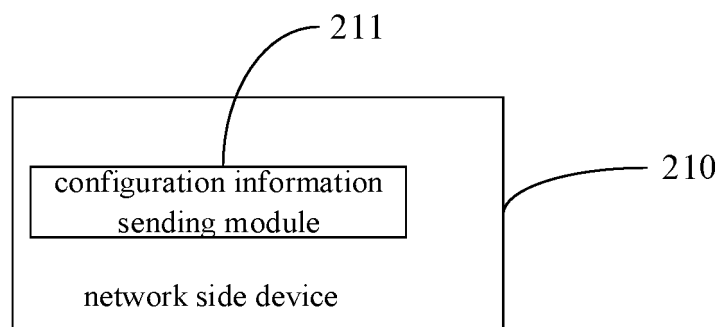 211
configuration information
sending module
210
network side device